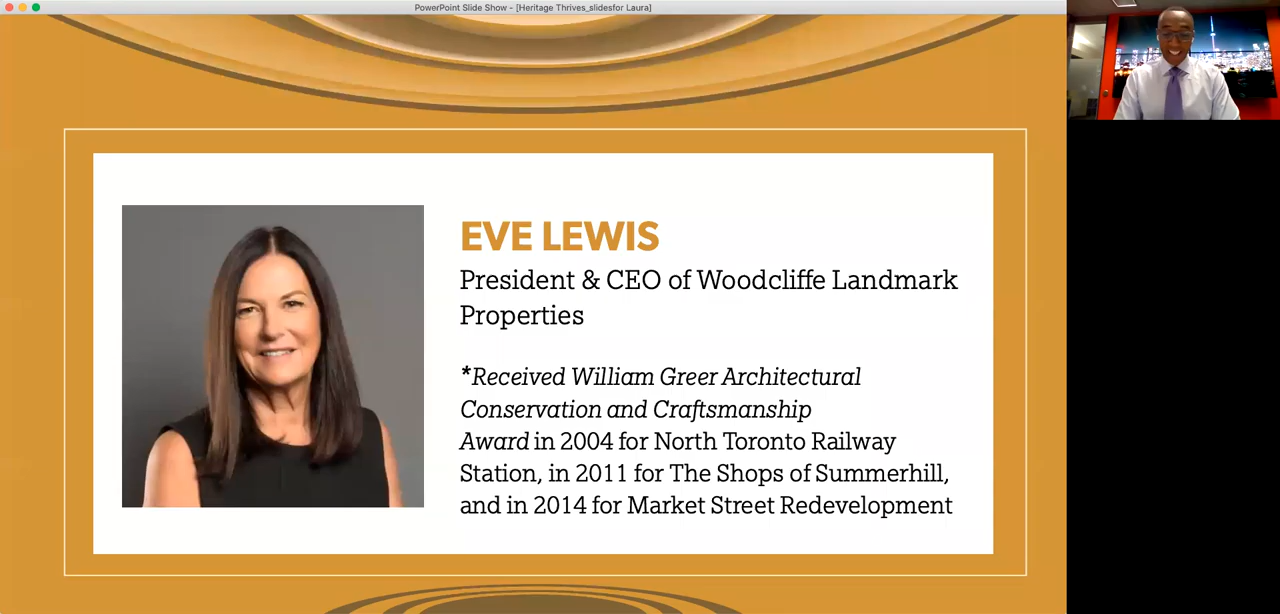 PowerPoint Slide Show - [Heritage Thrives_slidesfor Laura]
EVE LEWIS
President & CEO of Woodcliffe Landmark
Properties
*Received William Greer Architectural
Conservation and Craftsmanship
Award in 2004 for North Toronto Railway
Station, in 2011 for The Shops of Summerhill,
and in 2014 for Market Street Redevelopment